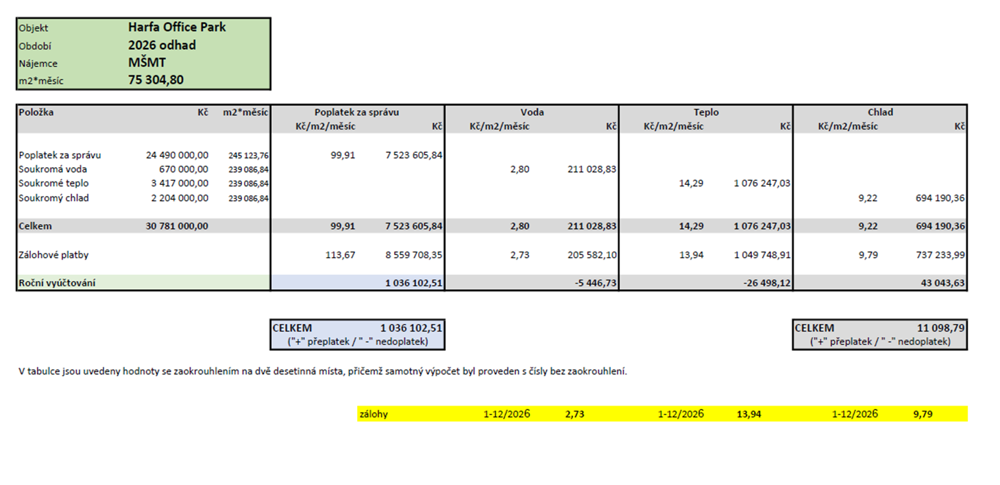 Objekt Harfa Office Park
Období 2026 odhad
Nájemce MŠMT
m2*měsíc 75 304,80
Položka Kč m2*měsíc Poplatek za správu Voda Teplo Chlad
Kč/m2/měsíc Kč Kč/m2/měsíc Kč Kč/m2/měsíc Kč Kč/m2/měsíc Kč
Poplatek za správu 24 490 000,00 245 123,76 99,91 7 523 605,84
Soukromá voda 670 000,00 239 086,84 2,80 211 028,83
Soukromé teplo 3 417 000,00 239 086,84 14,29 1 076 247,03
Soukromý chlad 2 204 000,00 239 086,84 9,22 694 190,36
Celkem 30 781 000,00 99,91 7 523 605,84 2,80 211 028,83 14,29 1 076 247,03 9,22 694 190,36
Zálohové platby 113,67 8 559 708,35 2,73 205 582,10 13,94 1 049 748,91 9,79 737 233,99
Roční vyúčtování 1 036 102,51 -5 446,73 -26 498,12 43 043,63
CELKEM 1 036 102,51 CELKEM 11 098,79
("+" přeplatek / " -" nedoplatek) ("+" přeplatek / " -" nedoplatek)
V tabulce jsou uvedeny hodnoty se zaokrouhlením na dvě desetinná místa, přičemž samotný výpočet byl proveden s čísly bez zaokrouhlení.
zálohy 1-12/2026 2,73 1-12/2026 13,94 1-12/2026 9,79